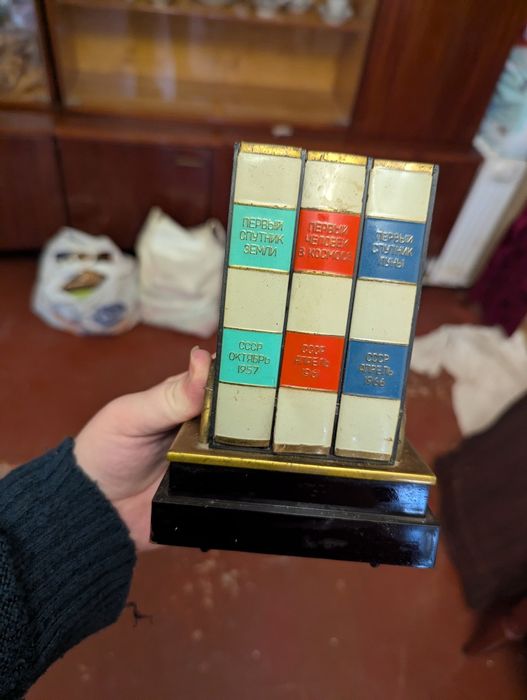 ПЕРВЫЙ
СПУТНИК
ЗЕМЛИ
СССР
ОКТЯБРЬ
1957
ПЕРВЫЙ
ЧЕЛОВЕК
В КОСМОСЕ
СССР
АПРЕЛЬ
1961
ПЕРВЫЙ
СПУТНИК
ЛУНЫ
СССР
АПРЕЛЬ
1966